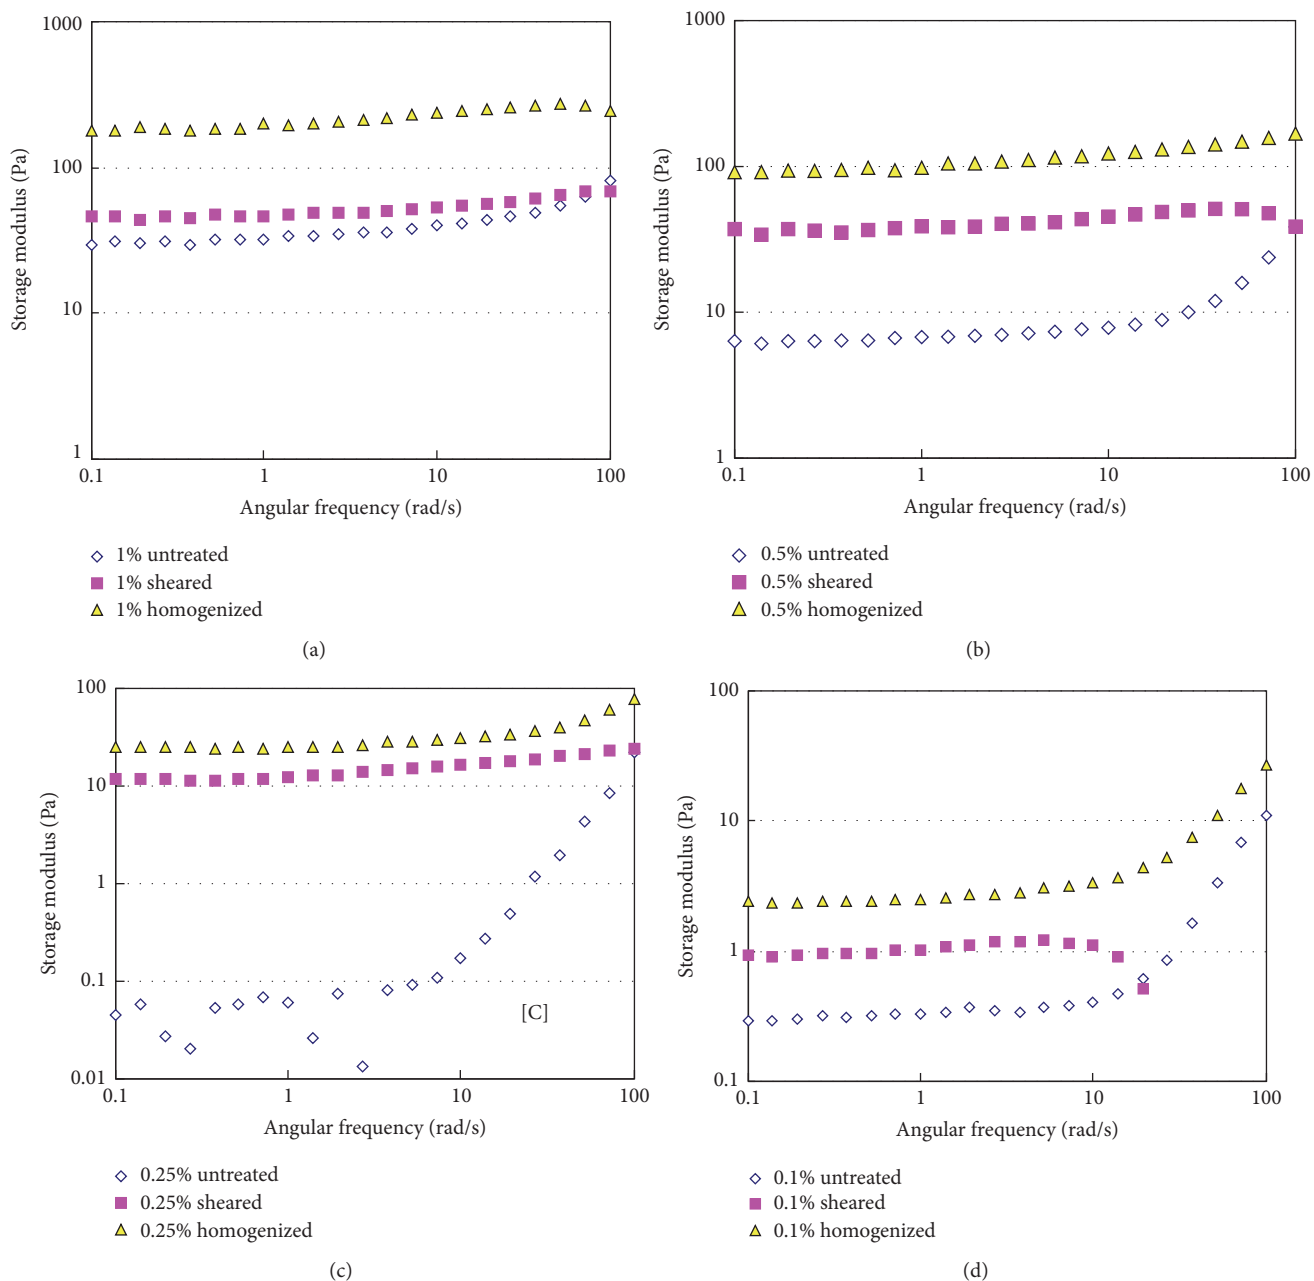 1000
100
10
1
Storage modulus (Pa)
0.1 1 10 100
Angular frequency (rad/s)
1% untreated
1% sheared
1% homogenized
(a)
1000
100
10
1
Storage modulus (Pa)
0.1 1 10 100
Angular frequency (rad/s)
0.5% untreated
0.5% sheared
0.5% homogenized
(b)
100
10
1
0.1
0.01
Storage modulus (Pa)
[C]
0.1 1 10 100
Angular frequency (rad/s)
0.25% untreated
0.25% sheared
0.25% homogenized
(c)
100
10
1
0.1
Storage modulus (Pa)
0.1 1 10 100
Angular frequency (rad/s)
0.1% untreated
0.1% sheared
0.1% homogenized
(d)